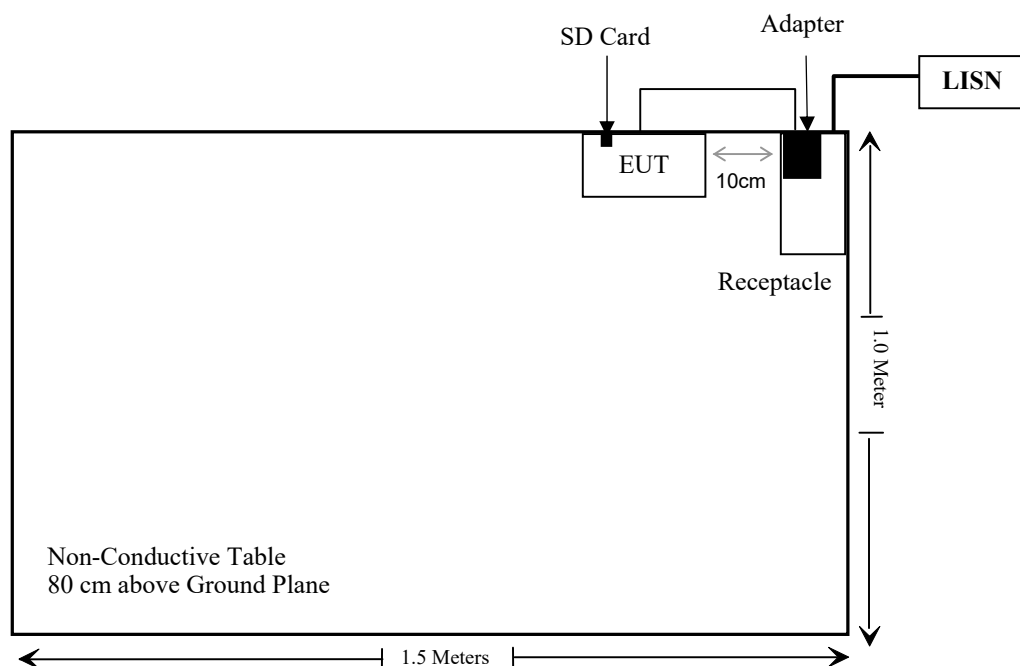 SD Card
Adapter
LISN
EUT
10cm
Receptacle
1.0 Meter
Non-Conductive Table
80 cm above Ground Plane
1.5 Meters